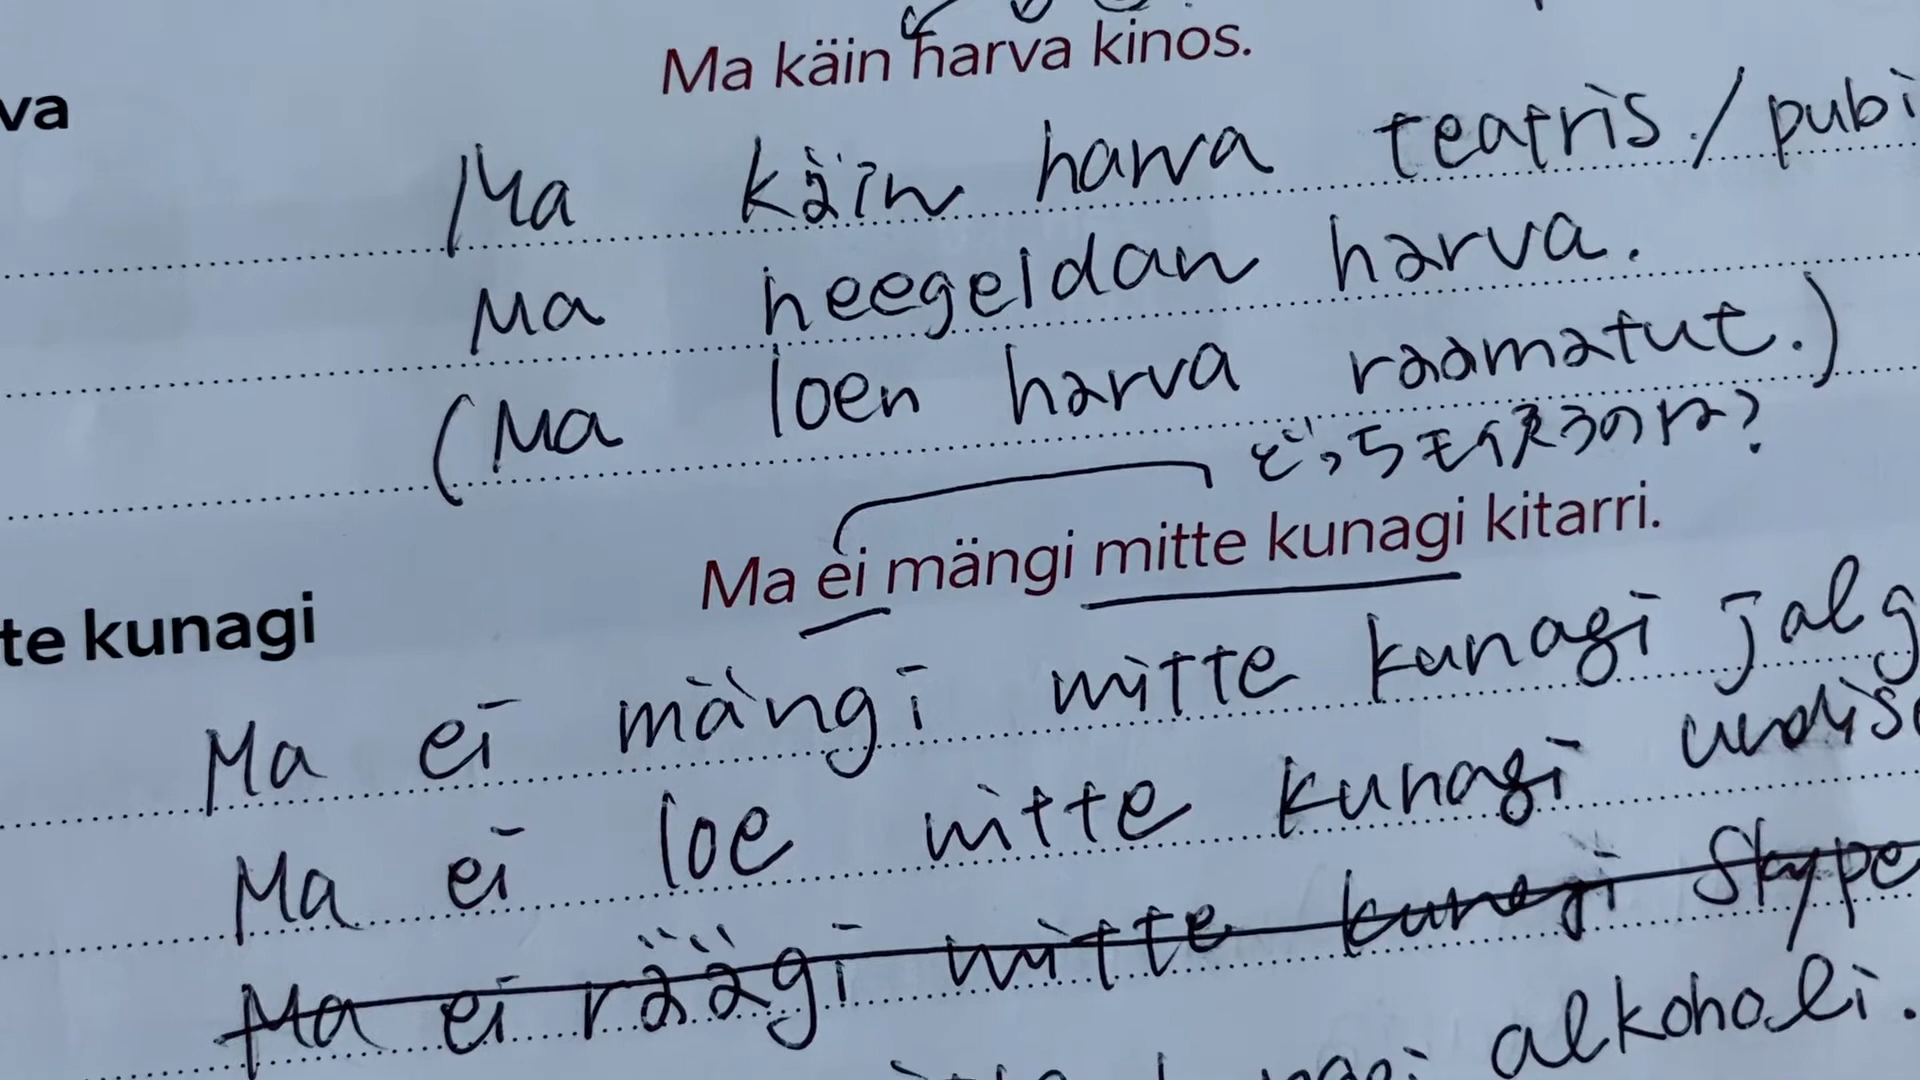 Ma käin harva kinos.
va
Ma käin harva teatris. / pubi
Ma heegeldan harva.
(Ma loen harva raamatut.)
どっちも使うのね?
Ma ei mängi mitte kunagi kitarri.
te kunagi
Ma ei mängi mitte kunagi jalg
Ma ei loe mitte kunagi uudis
Ma ei räägi mitte kunagi Skype
alkoholi.